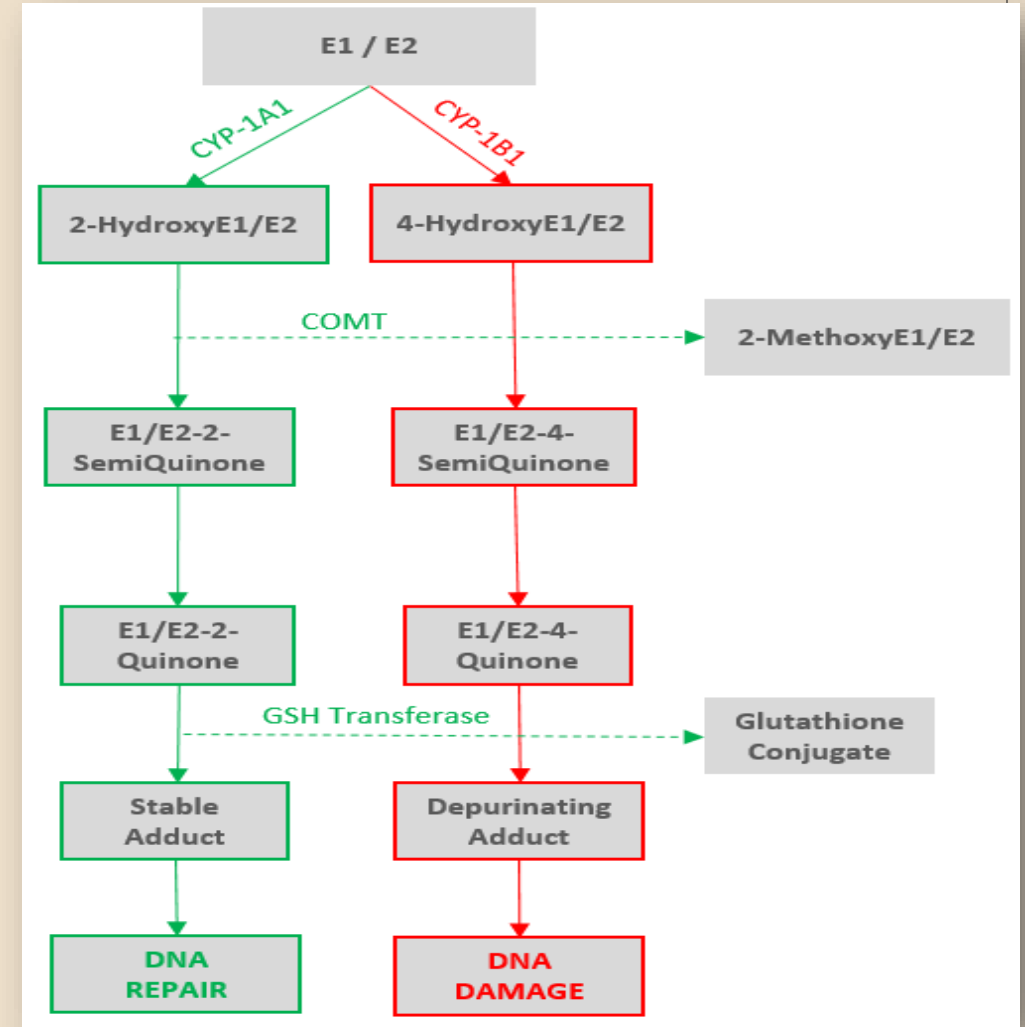 E1 / E2
CYP-1A1
CYP-1B1
2-HydroxyE1/E2
4-HydroxyE1/E2
COMT
2-MethoxyE1/E2
E1/E2-2-
SemiQuinone
E1/E2-4-
SemiQuinone
E1/E2-2-
Quinone
E1/E2-4-
Quinone
GSH Transferase
Glutathione
Conjugate
Stable
Adduct
Depurinating
Adduct
DNA
REPAIR
DNA
DAMAGE